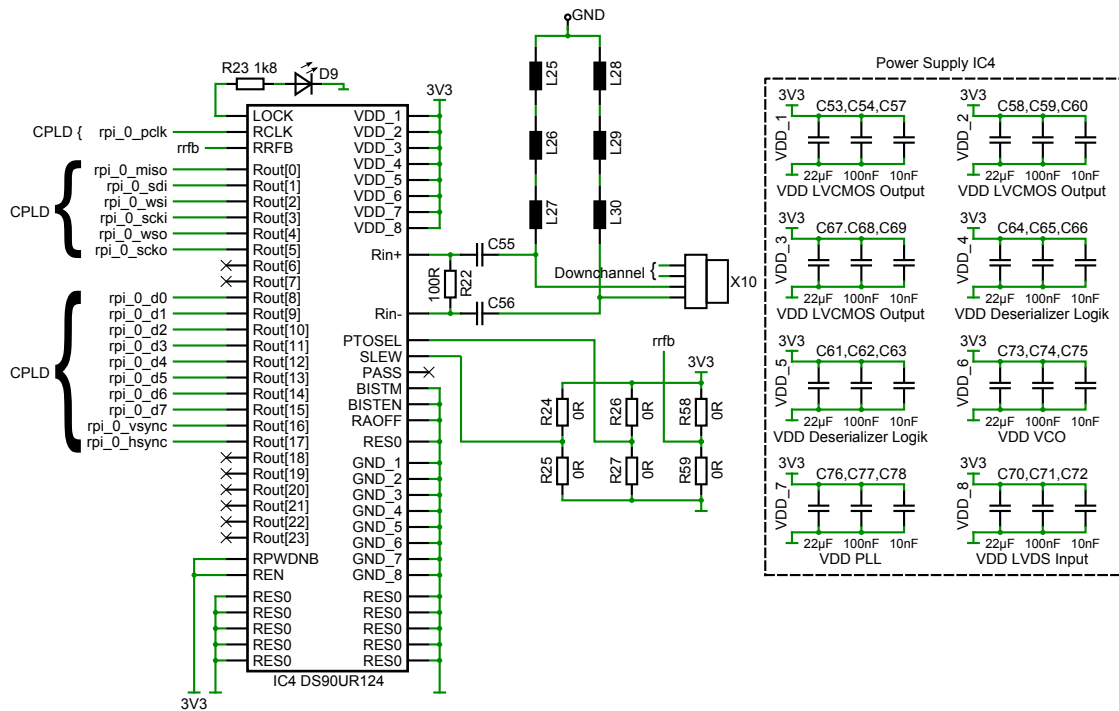 GND
R23 1k8
D9
3V3
L25
L28
L26
L29
L27
L30
LOCK
RCLK
RRFB
Rout[0]
Rout[1]
Rout[2]
Rout[3]
Rout[4]
Rout[5]
Rout[6]
Rout[7]
Rout[8]
Rout[9]
Rout[10]
Rout[11]
Rout[12]
Rout[13]
Rout[14]
Rout[15]
Rout[16]
Rout[17]
Rout[18]
Rout[19]
Rout[20]
Rout[21]
Rout[22]
Rout[23]
RPWDNB
REN
RES0
RES0
RES0
RES0
RES0
CPLD { rpi_0_pclk
rrfb
CPLD {
rpi_0_miso
rpi_0_sdi
rpi_0_wsi
rpi_0_scki
rpi_0_wso
rpi_0_scko
CPLD {
rpi_0_d0
rpi_0_d1
rpi_0_d2
rpi_0_d3
rpi_0_d4
rpi_0_d5
rpi_0_d6
rpi_0_d7
rpi_0_vsync
rpi_0_hsync
3V3
VDD_1
VDD_2
VDD_3
VDD_4
VDD_5
VDD_6
VDD_7
VDD_8
Rin+
Rin-
PTOSEL
SLEW
PASS
BISTM
BISTEN
RAOFF
RES0
GND_1
GND_2
GND_3
GND_4
GND_5
GND_6
GND_7
GND_8
RES0
RES0
RES0
RES0
RES0
IC4 DS90UR124
C55
100R
R22
C56
Downchannel {
X10
rrfb
3V3
R24
0R
R26
0R
R58
0R
R25
0R
R27
0R
R59
0R
Power Supply IC4
3V3
C53,C54,C57
VDD_1
22µF 100nF 10nF
VDD LVCMOS Output
3V3
C58,C59,C60
VDD_2
22µF 100nF 10nF
VDD LVCMOS Output
3V3
C67.C68,C69
VDD_3
22µF 100nF 10nF
VDD LVCMOS Output
3V3
C64,C65,C66
VDD_4
22µF 100nF 10nF
VDD Deserializer Logik
3V3
C61,C62,C63
VDD_5
22µF 100nF 10nF
VDD Deserializer Logik
3V3
C73,C74,C75
VDD_6
22µF 100nF 10nF
VDD VCO
3V3
C76,C77,C78
VDD_7
22µF 100nF 10nF
VDD PLL
3V3
C70,C71,C72
VDD_8
22µF 100nF 10nF
VDD LVDS Input